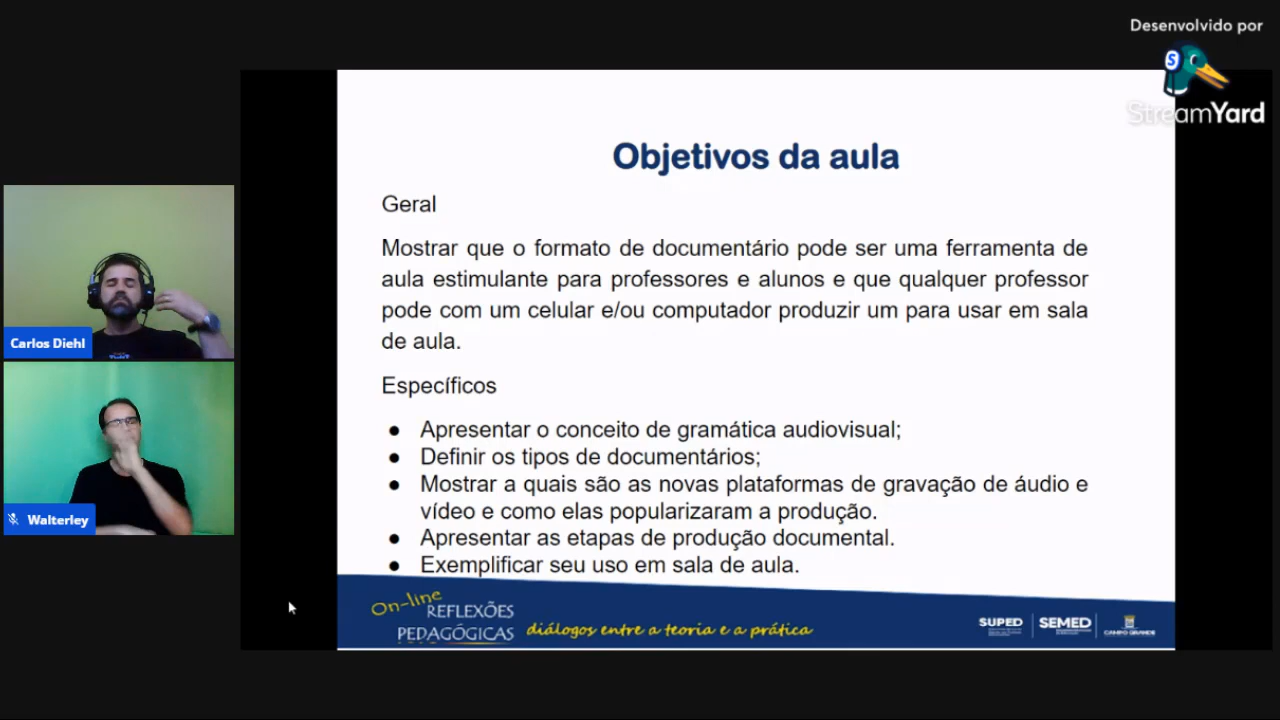 Desenvolvido por
StreamYard
Objetivos da aula
Geral
Mostrar que o formato de documentário pode ser uma ferramenta de
aula estimulante para professores e alunos e que qualquer professor
pode com um celular e/ou computador produzir um para usar em sala
de aula.
Específicos
● Apresentar o conceito de gramática audiovisual;
● Definir os tipos de documentários;
● Mostrar a quais são as novas plataformas de gravação de áudio e
vídeo e como elas popularizaram a produção.
● Apresentar as etapas de produção documental.
● Exemplificar seu uso em sala de aula.
Carlos Diehl
Walterley
On-line
REFLEXÕES
PEDAGÓGICAS
diálogos entre a teoria e a prática
SUPED
SEMED
CAMPO GRANDE